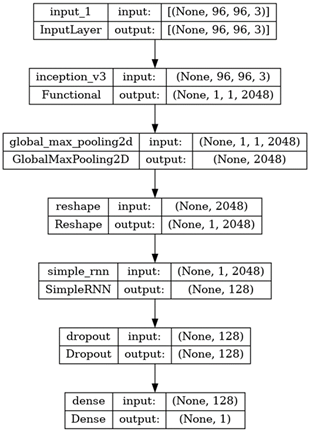 input_1 input: [(None, 96, 96, 3)]
InputLayer output: [(None, 96, 96, 3)]
inception_v3 input: (None, 96, 96, 3)
Functional output: (None, 1, 1, 2048)
global_max_pooling2d input: (None, 1, 1, 2048)
GlobalMaxPooling2D output: (None, 2048)
reshape input: (None, 2048)
Reshape output: (None, 1, 2048)
simple_rnn input: (None, 1, 2048)
SimpleRNN output: (None, 128)
dropout input: (None, 128)
Dropout output: (None, 128)
dense input: (None, 128)
Dense output: (None, 1)